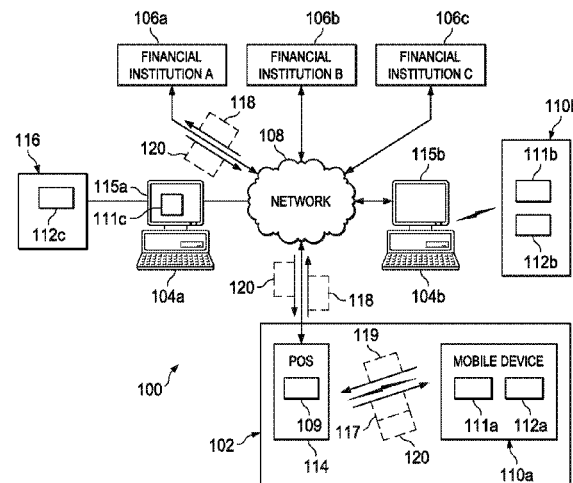 106a
106b
106c
FINANCIAL INSTITUTION A
FINANCIAL INSTITUTION B
FINANCIAL INSTITUTION C
118
120
108
110b
116
115a
111c
112c
104a
NETWORK
115b
111b
112b
104b
120
118
100
POS
109
119
MOBILE DEVICE
111a
112a
102
114
117
120
110a